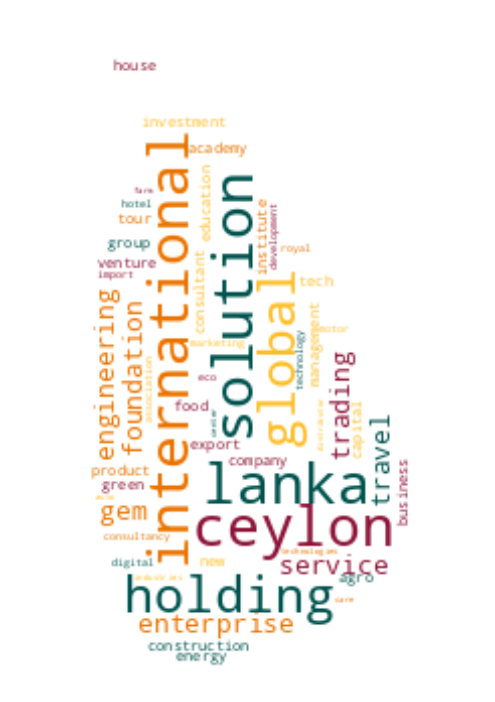 house
investment
international
academy
solution
education
farm
hotel
tour
institute
development
group
royal
venture
import
consultant
global
tech
engineering
foundation
management
motor
technology
marketing
trading
association
eco
food
capital
distributor
center
travel
export
company
lanka
business
product
green
gem
ceylon
consultancy
technologies
digital
new
service
agro
industries
holding
care
enterprise
construction
energy